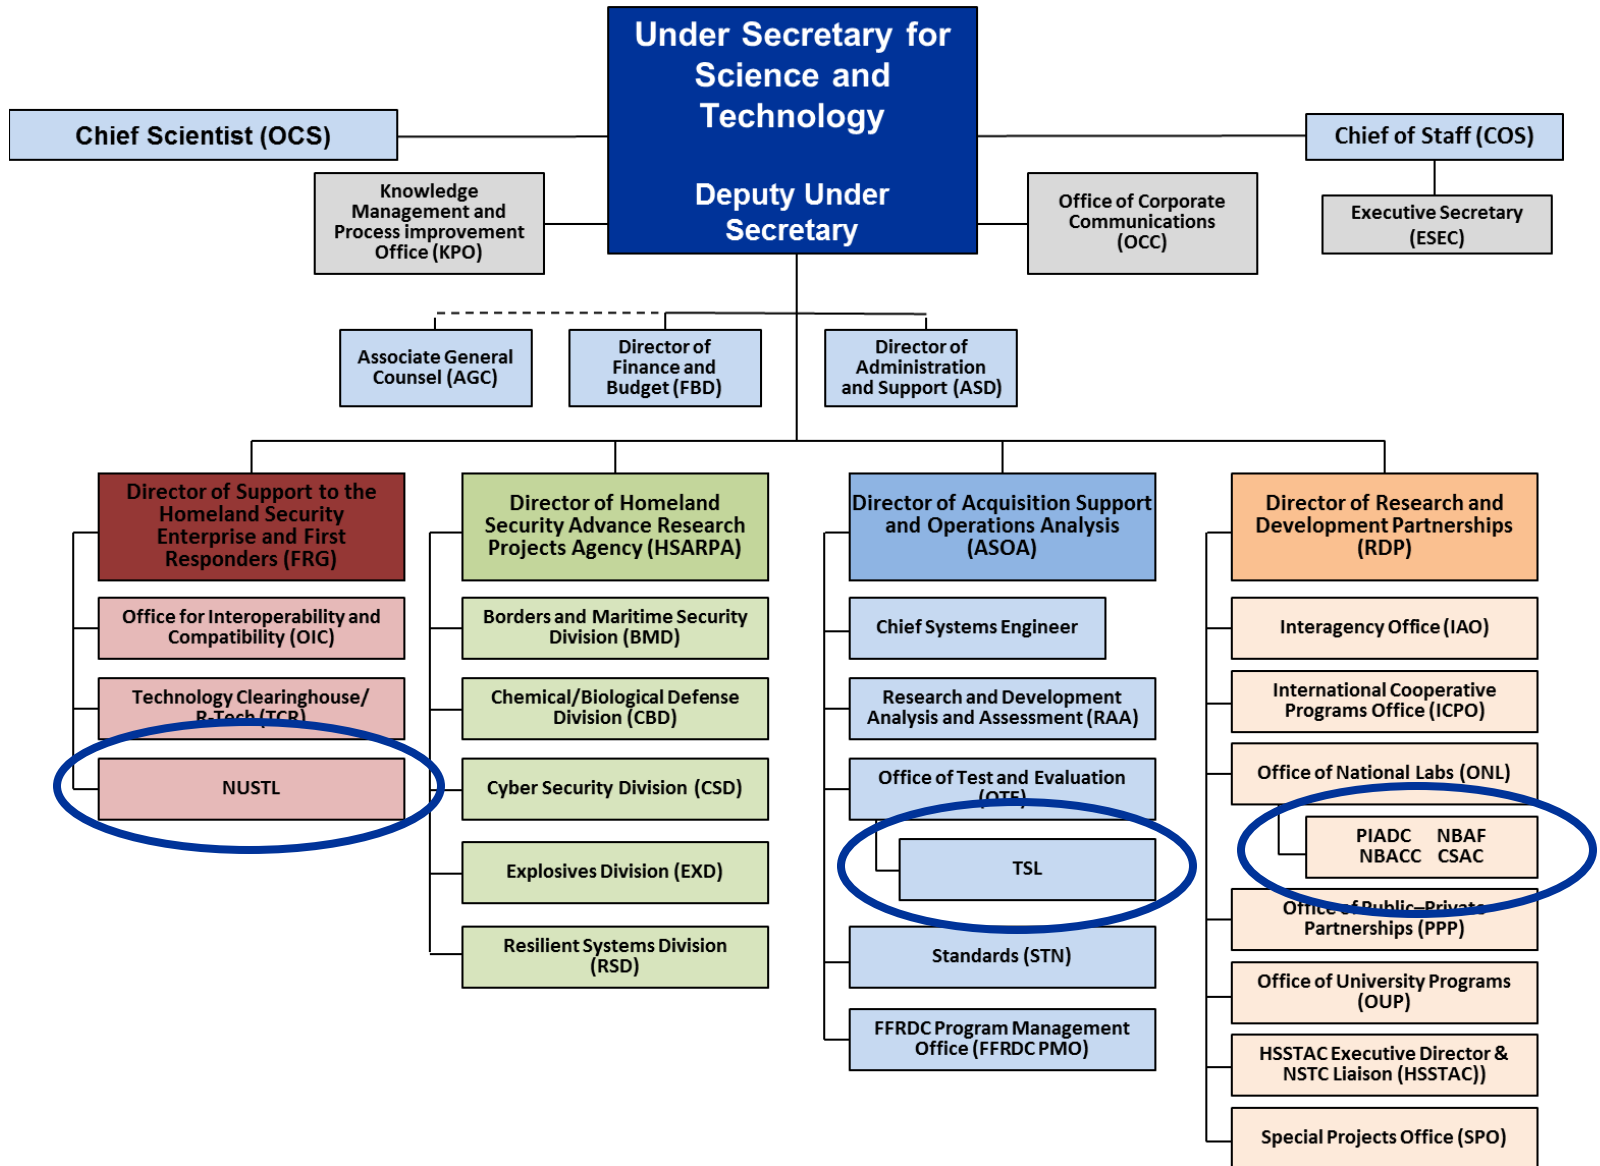 Under Secretary for
Science and
Technology
Deputy Under
Secretary
Chief Scientist (OCS)
Chief of Staff (COS)
Knowledge
Management and
Process improvement
Office (KPO)
Office of Corporate
Communications
(OCC)
Executive Secretary
(ESEC)
Associate General
Counsel (AGC)
Director of
Finance and
Budget (FBD)
Director of
Administration
and Support (ASD)
Director of Support to the
Homeland Security
Enterprise and First
Responders (FRG)
Office for Interoperability and
Compatibility (OIC)
Technology Clearinghouse/
R-Tech (TCR)
NUSTL
Director of Homeland
Security Advance Research
Projects Agency (HSARPA)
Borders and Maritime Security
Division (BMD)
Chemical/Biological Defense
Division (CBD)
Cyber Security Division (CSD)
Explosives Division (EXD)
Resilient Systems Division
(RSD)
Director of Acquisition Support
and Operations Analysis
(ASOA)
Chief Systems Engineer
Research and Development
Analysis and Assessment (RAA)
Office of Test and Evaluation
(OTE)
TSL
Standards (STN)
FFRDC Program Management
Office (FFRDC PMO)
Director of Research and
Development Partnerships
(RDP)
Interagency Office (IAO)
International Cooperative
Programs Office (ICPO)
Office of National Labs (ONL)
PIADC NBAF
NBACC CSAC
Office of Public–Private
Partnerships (PPP)
Office of University Programs
(OUP)
HSSTAC Executive Director &
NSTC Liaison (HSSTAC))
Special Projects Office (SPO)